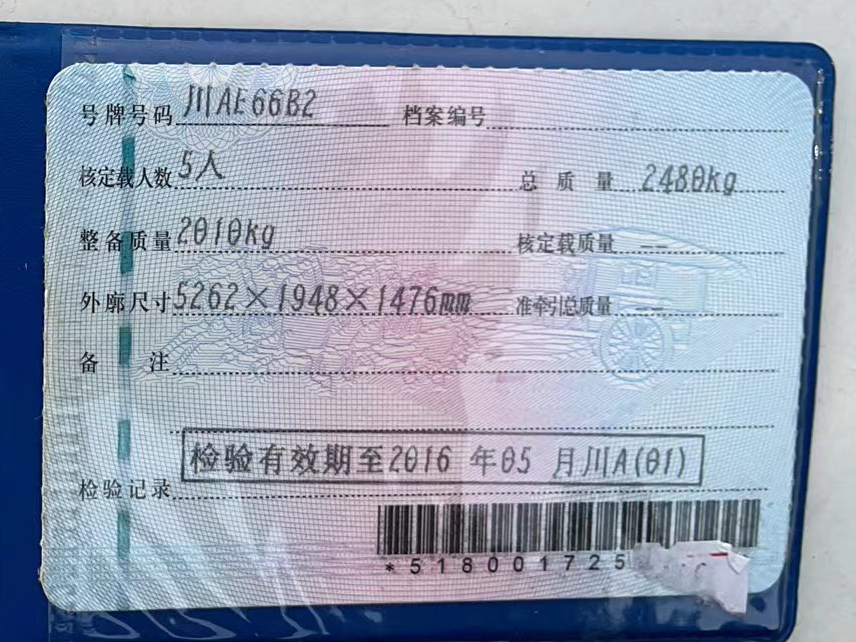 号牌号码 川AE66B2 档案编号
核定载人数 5人 总质量 2480kg
整备质量 2010kg 核定载质量 --
外廓尺寸 5262×1948×1476mm 准牵引总质量 --
备注
检验有效期至2016年05月川A(01)
检验记录
*518001725